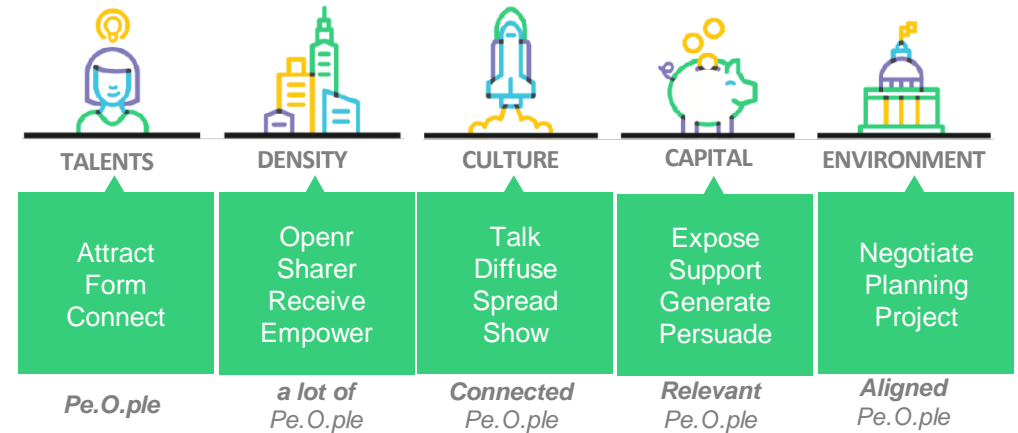 TALENTS
Attract
Form
Connect
Pe.O.ple
DENSITY
Openr
Sharer
Receive
Empower
a lot of
Pe.O.ple
CULTURE
Talk
Diffuse
Spread
Show
Connected
Pe.O.ple
CAPITAL
Expose
Support
Generate
Persuade
Relevant
Pe.O.ple
ENVIRONMENT
Negotiate
Planning
Project
Aligned
Pe.O.ple